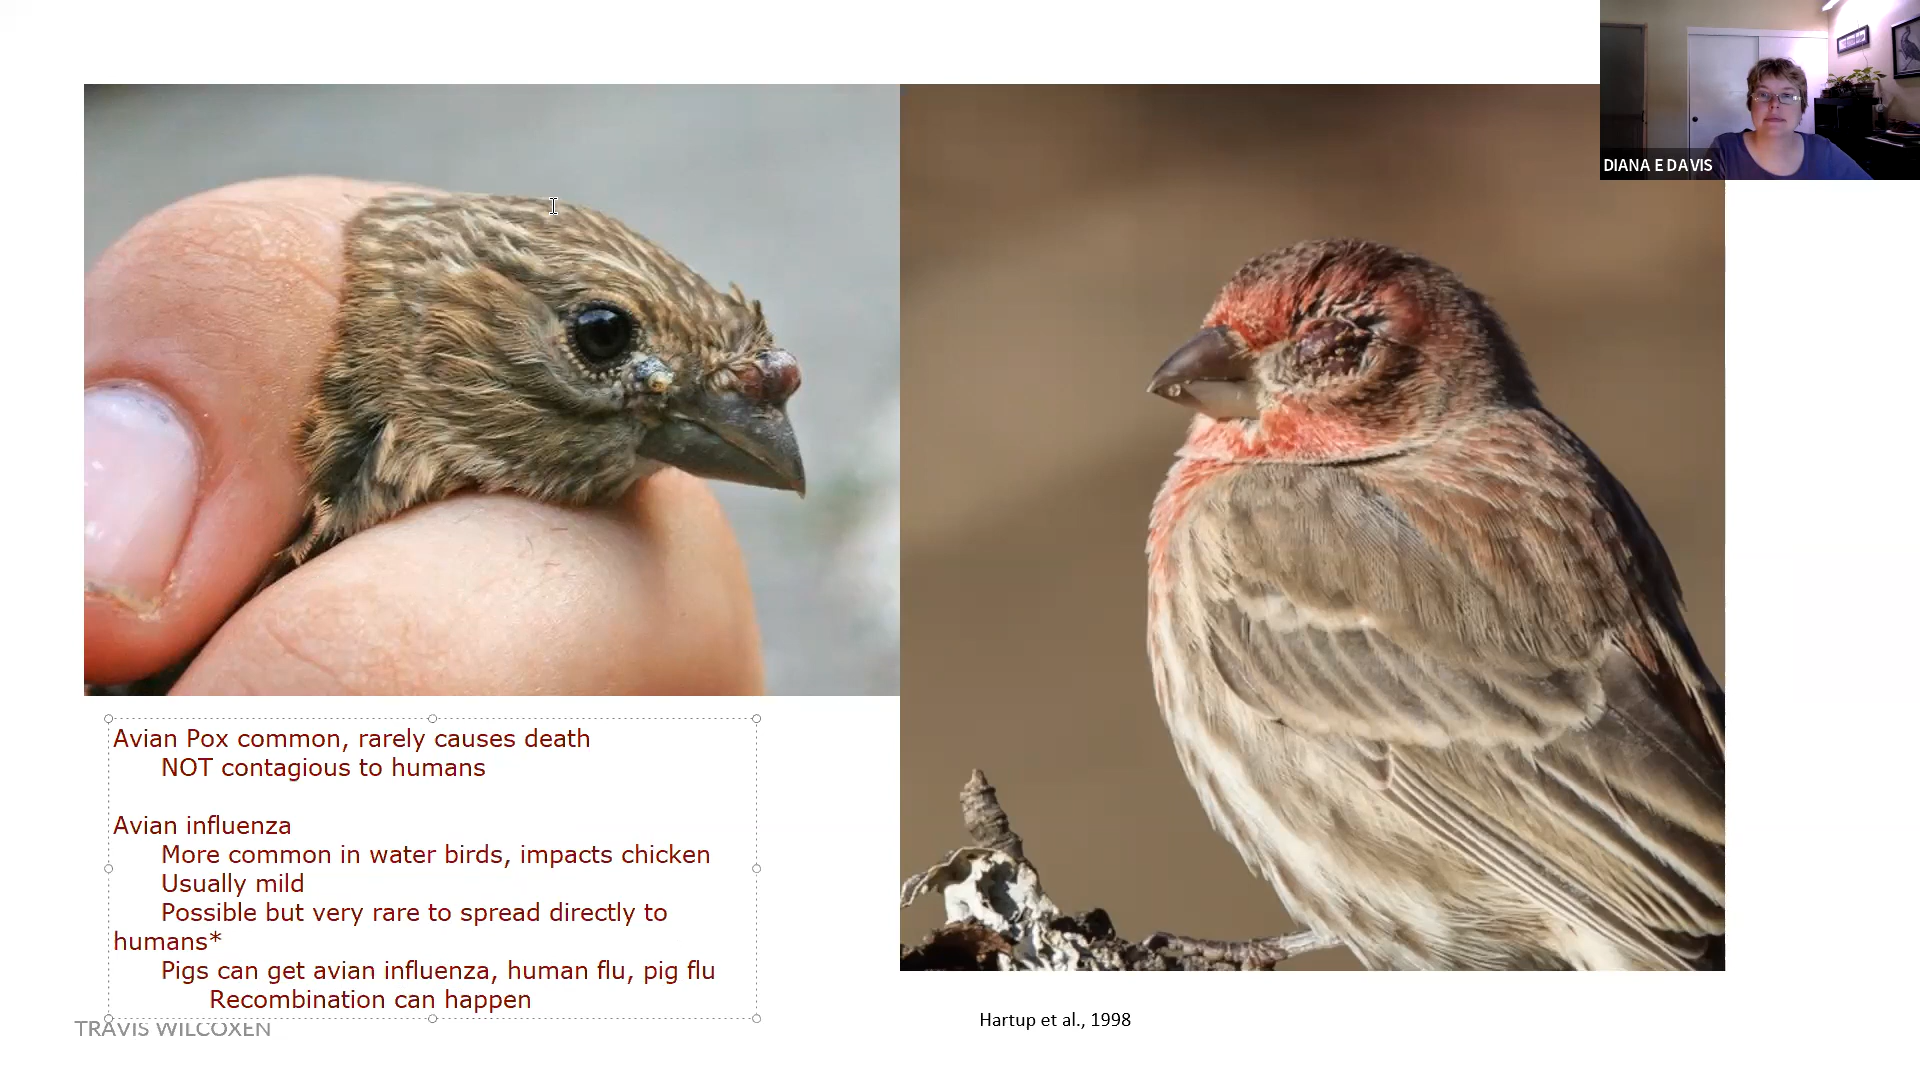 DIANA E DAVIS
Avian Pox common, rarely causes death
NOT contagious to humans
Avian influenza
More common in water birds, impacts chicken
Usually mild
Possible but very rare to spread directly to
humans*
Pigs can get avian influenza, human flu, pig flu
Recombination can happen
TRAVIS WILCOXEN
Hartup et al., 1998